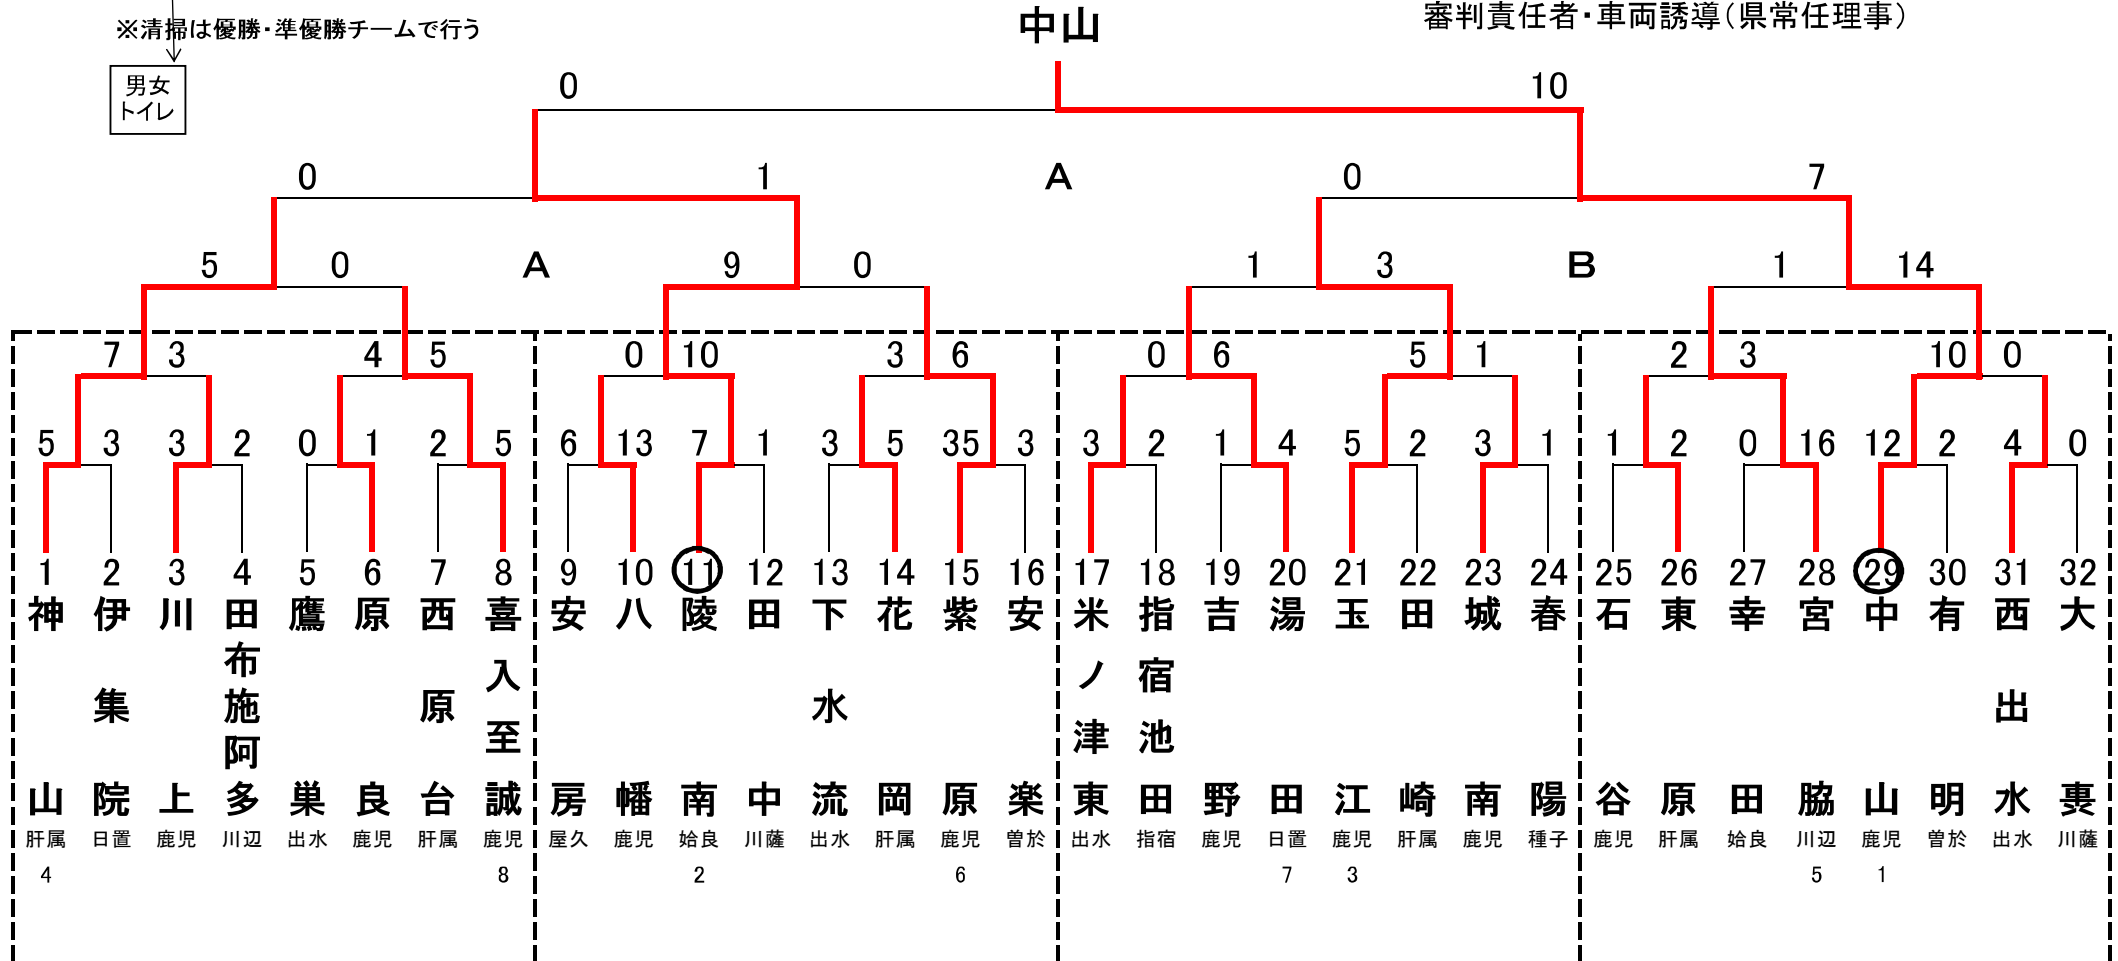 中山
審判責任者・車両誘導(県常任理事)
※清掃は優勝・準優勝チームで行う
男女
トイレ
0 10
0 1 A 0 7
5 0 A 9 0 1 3 B 1 14
7 3 4 5 0 10 3 6 0 6 5 1 2 3 10 0
5 3 3 2 0 1 2 5 6 13 7 1 3 5 35 3 3 2 1 4 5 2 3 1 1 2 0 16 12 2 4 0
1 神山 肝属 4
2 伊集院 日置
3 川上 鹿児
4 田布施阿多 川辺
5 鷹巣 出水
6 原良 鹿児
7 西原台 肝属
8 喜入至誠 鹿児 8
9 安房 屋久
10 八幡 鹿児
11 陵南 姶良 2
12 田中 川薩
13 下水流 出水
14 花岡 肝属
15 紫原 鹿児 6
16 安楽 曽於
17 米ノ津東 出水
18 指宿池田 指宿
19 吉野 鹿児
20 湯田 日置 7
21 玉江 鹿児 3
22 田崎 肝属
23 城南 鹿児
24 春陽 種子
25 石谷 鹿児
26 東原 肝属
27 幸田 姶良
28 宮脇 川辺 5
29 中山 鹿児 1
30 有明 曽於
31 西出水 出水
32 大喪 川薩